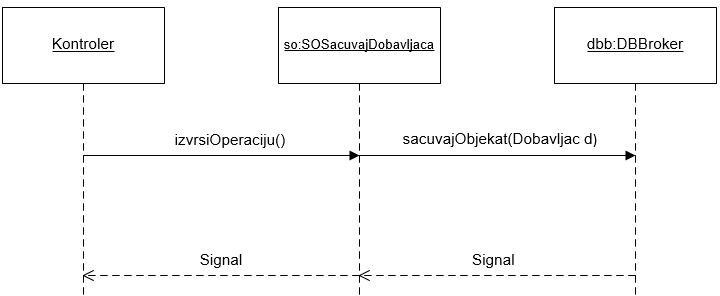 Kontroler
so:SOSacuvajDobavljaca
dbb:DBBroker
izvrsiOperaciju()
sacuvajObjekat(Dobavljac d)
Signal
Signal